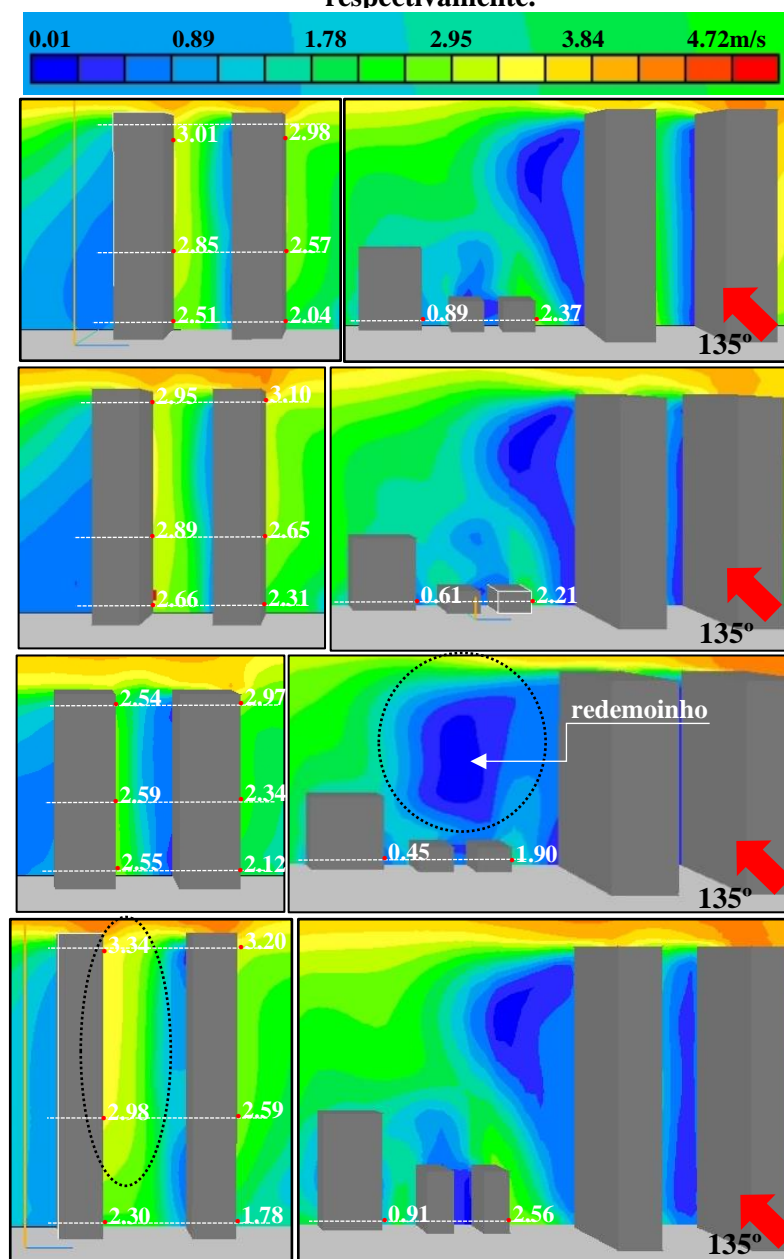 respectivamente.
0.01 0.89 1.78 2.95 3.84 4.72m/s
3.01 2.98
2.85 2.57
2.51 2.04
0.89 2.37
135º
2.95 3.10
2.89 2.65
2.66 2.31
0.61 2.21
135º
2.54 2.97
2.59 2.34
2.55 2.12
redemoinho
0.45 1.90
135º
3.34 3.20
2.98 2.59
2.30 1.78
0.91 2.56
135º